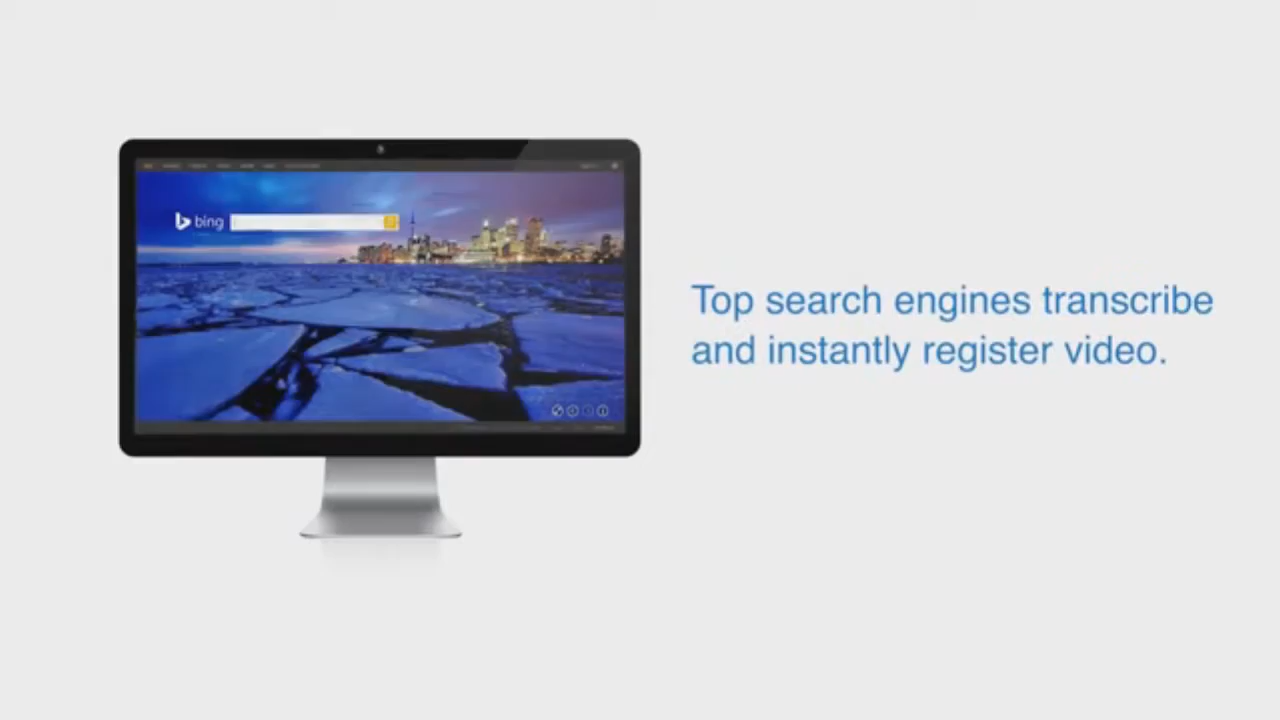 bing
Top search engines transcribe
and instantly register video.